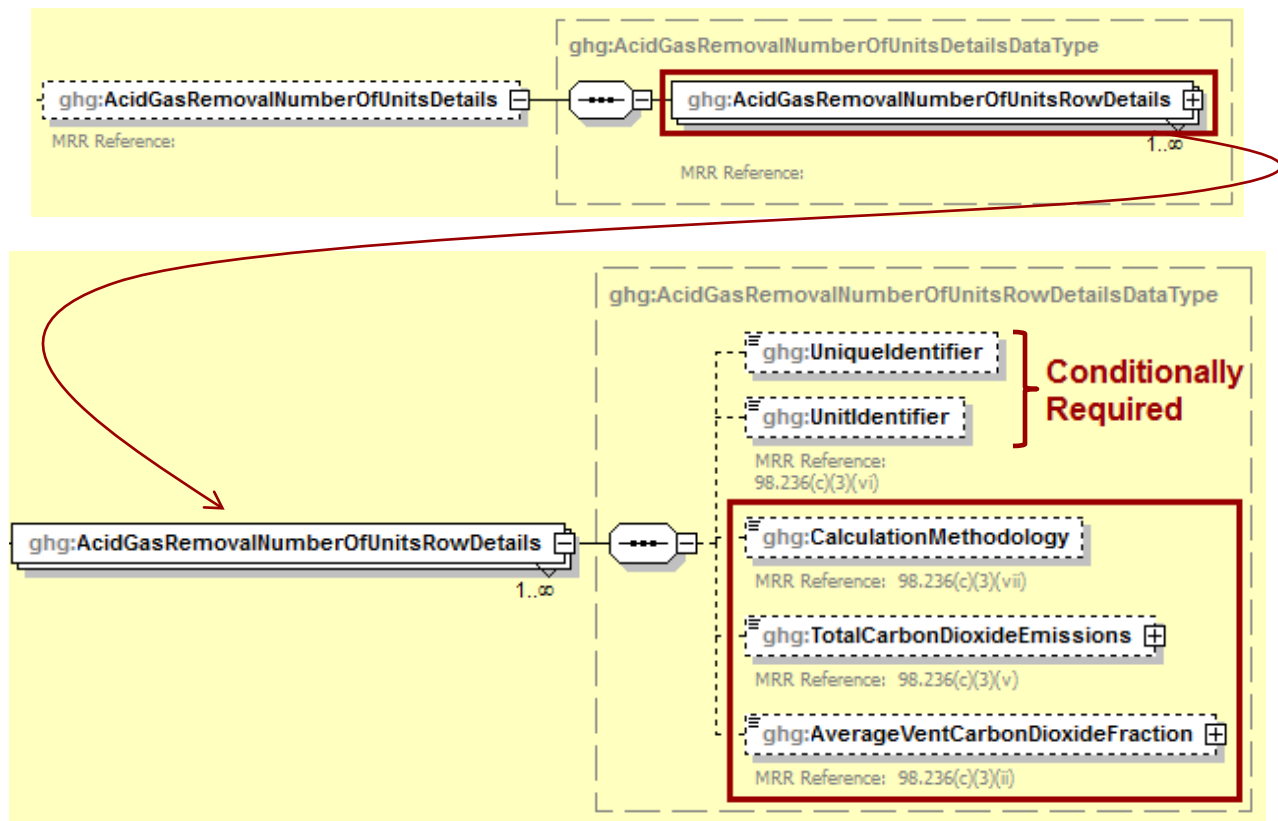 ghg:AcidGasRemovalNumberOfUnitsDetailsDataType
ghg:AcidGasRemovalNumberOfUnitsDetails
ghg:AcidGasRemovalNumberOfUnitsRowDetails
MRR Reference:
1..∞
MRR Reference:
ghg:AcidGasRemovalNumberOfUnitsRowDetailsDataType
ghg:UniqueIdentifier
Conditionally
Required
ghg:UnitIdentifier
MRR Reference:
98.236(c)(3)(vi)
ghg:AcidGasRemovalNumberOfUnitsRowDetails
1..∞
ghg:CalculationMethodology
MRR Reference: 98.236(c)(3)(vii)
ghg:TotalCarbonDioxideEmissions
MRR Reference: 98.236(c)(3)(v)
ghg:AverageVentCarbonDioxideFraction
MRR Reference: 98.236(c)(3)(ii)